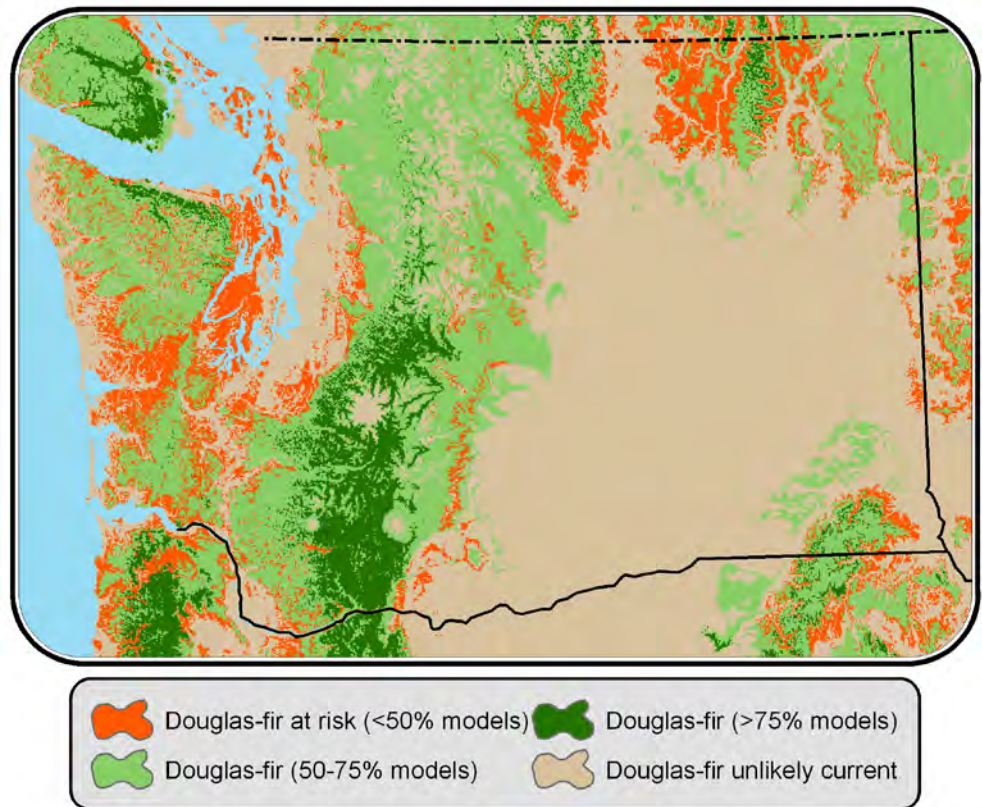 Douglas-fir at risk (<50% models)
Douglas-fir (>75% models)
Douglas-fir (50-75% models)
Douglas-fir unlikely current